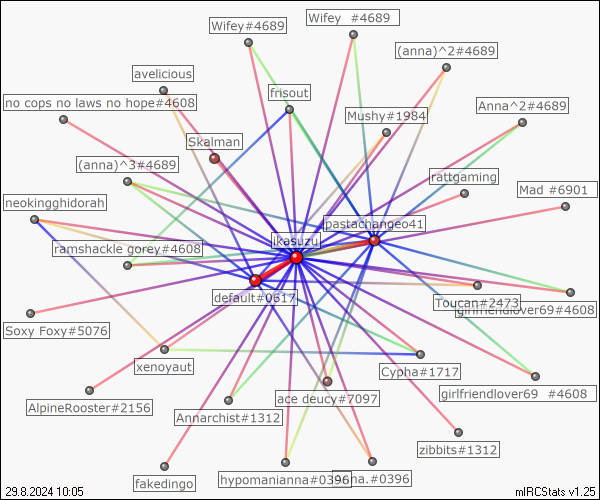 Wifey#4689
Wifey  #4689
(anna)^2#4689
avelicious
frisout
no cops no laws no hope#4608
Mushy#1984
Anna^2#4689
Skalman
(anna)^3#4689
rattgaming
Mad #6901
neokingghidorah
pastachangeo41
ikasuzu
ramshackle gorey#4608
default#0617
Toucan#2473
girlfriendlover69#4608
Soxy Foxy#5076
xenoyaut
Cypha#1717
girlfriendlover69  #4608
ace deucy#7097
AlpineRooster#2156
Annarchist#1312
zibbits#1312
hypomanianna#0396
na.#0396
fakedingo
29.8.2024 10:05
mIRCStats v1.25